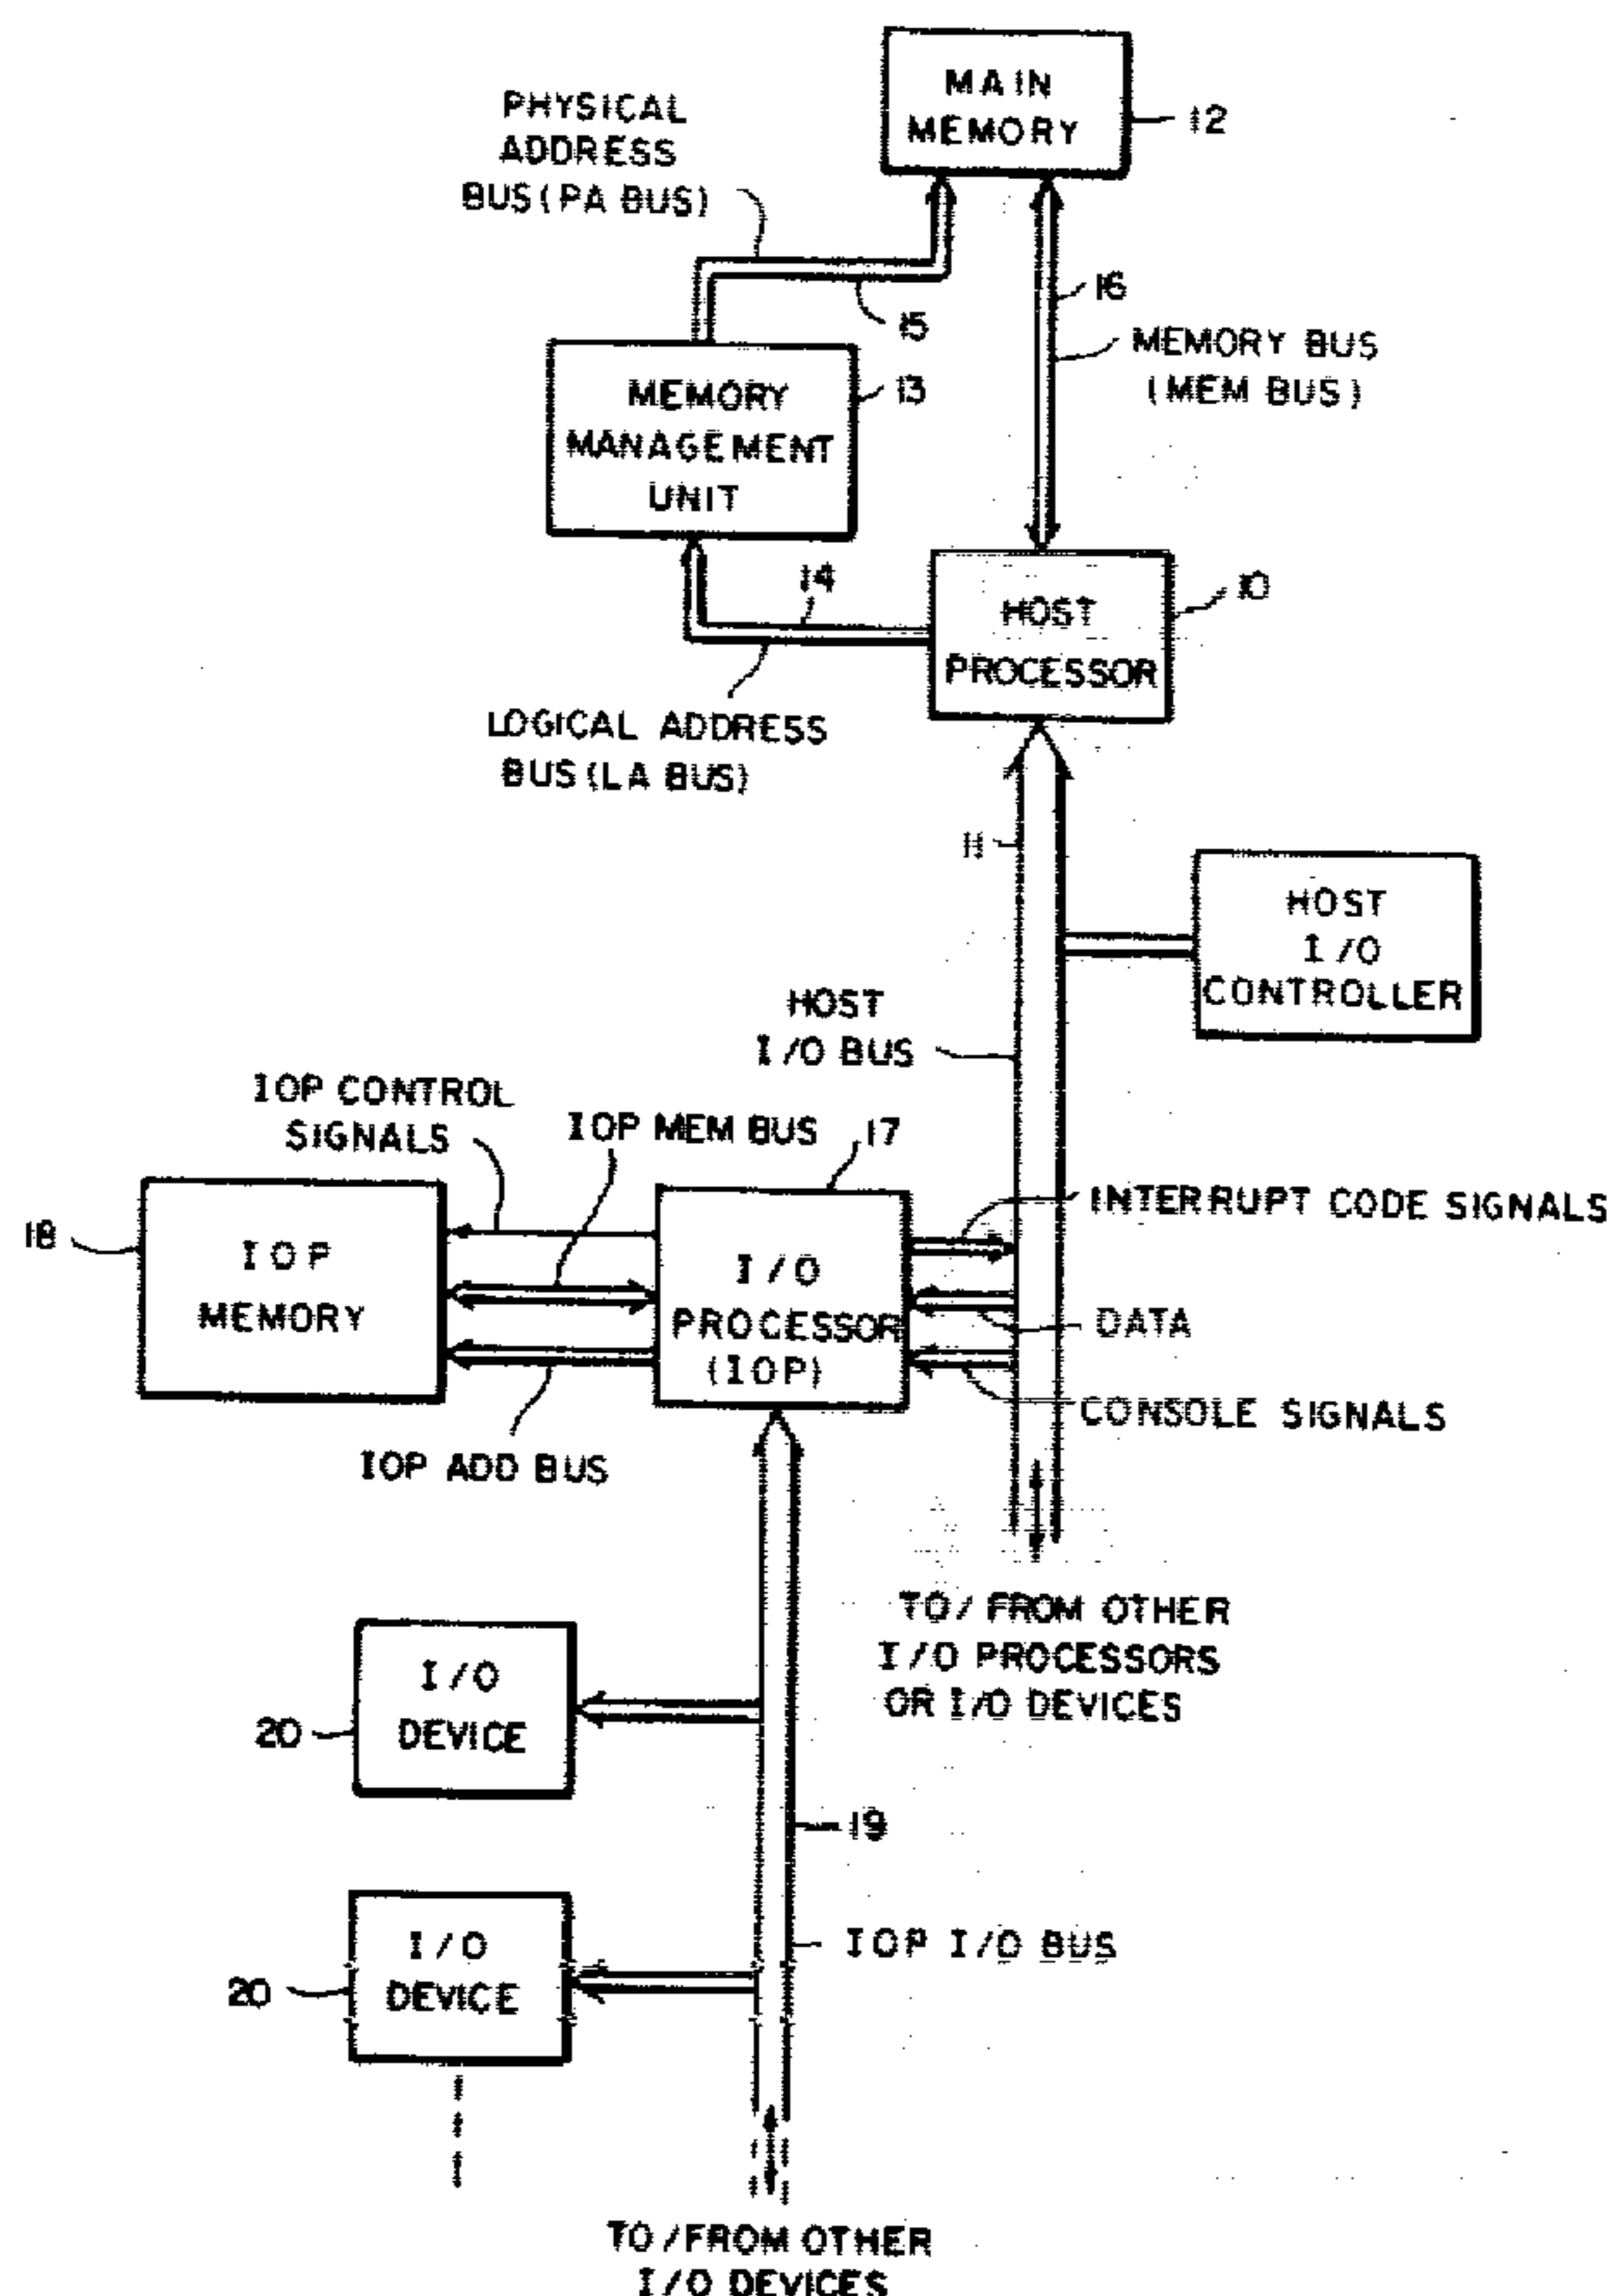 MAIN
MEMORY
12
PHYSICAL
ADDRESS
BUS (PA BUS)
15
16
MEMORY BUS
(MEM BUS)
MEMORY
MANAGEMENT
UNIT
13
14
HOST
PROCESSOR
10
LOGICAL ADDRESS
BUS (LA BUS)
11
HOST
I/O
CONTROLLER
HOST
I/O BUS
IOP CONTROL
SIGNALS
IOP MEM BUS
17
18
IOP
MEMORY
I/O
PROCESSOR
(IOP)
INTERRUPT CODE SIGNALS
DATA
CONSOLE SIGNALS
IOP ADD BUS
TO/FROM OTHER
I/O PROCESSORS
OR I/O DEVICES
I/O
DEVICE
20
19
I/O
DEVICE
20
IOP I/O BUS
TO/FROM OTHER
I/O DEVICES